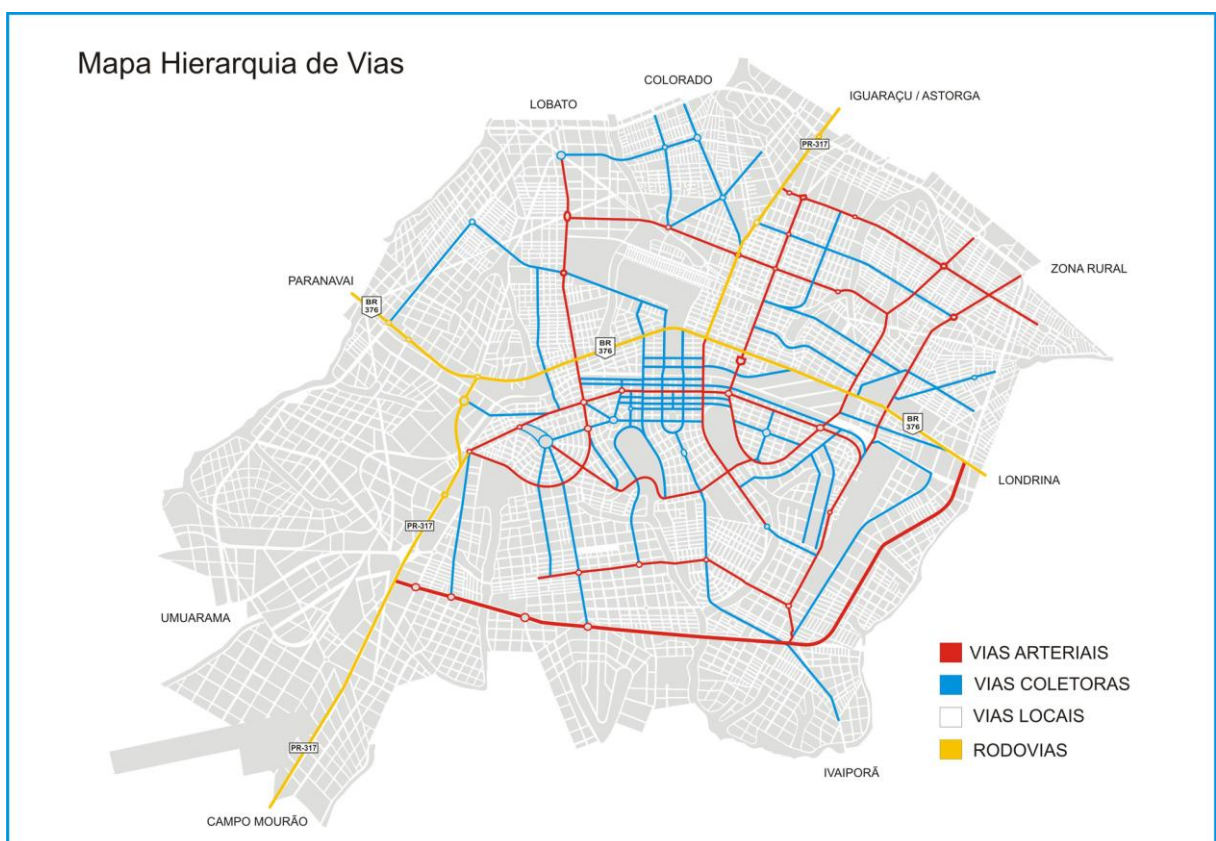 Mapa Hierarquia de Vias
COLORADO
IGUARAÇU / ASTORGA
LOBATO
PR-317
ZONA RURAL
PARANAVAI
BR
376
BR
376
BR
376
LONDRINA
PR-317
UMUARAMA
VIAS ARTERIAIS
VIAS COLETORAS
VIAS LOCAIS
RODOVIAS
PR-317
IVAIPORÃ
CAMPO MOURÃO